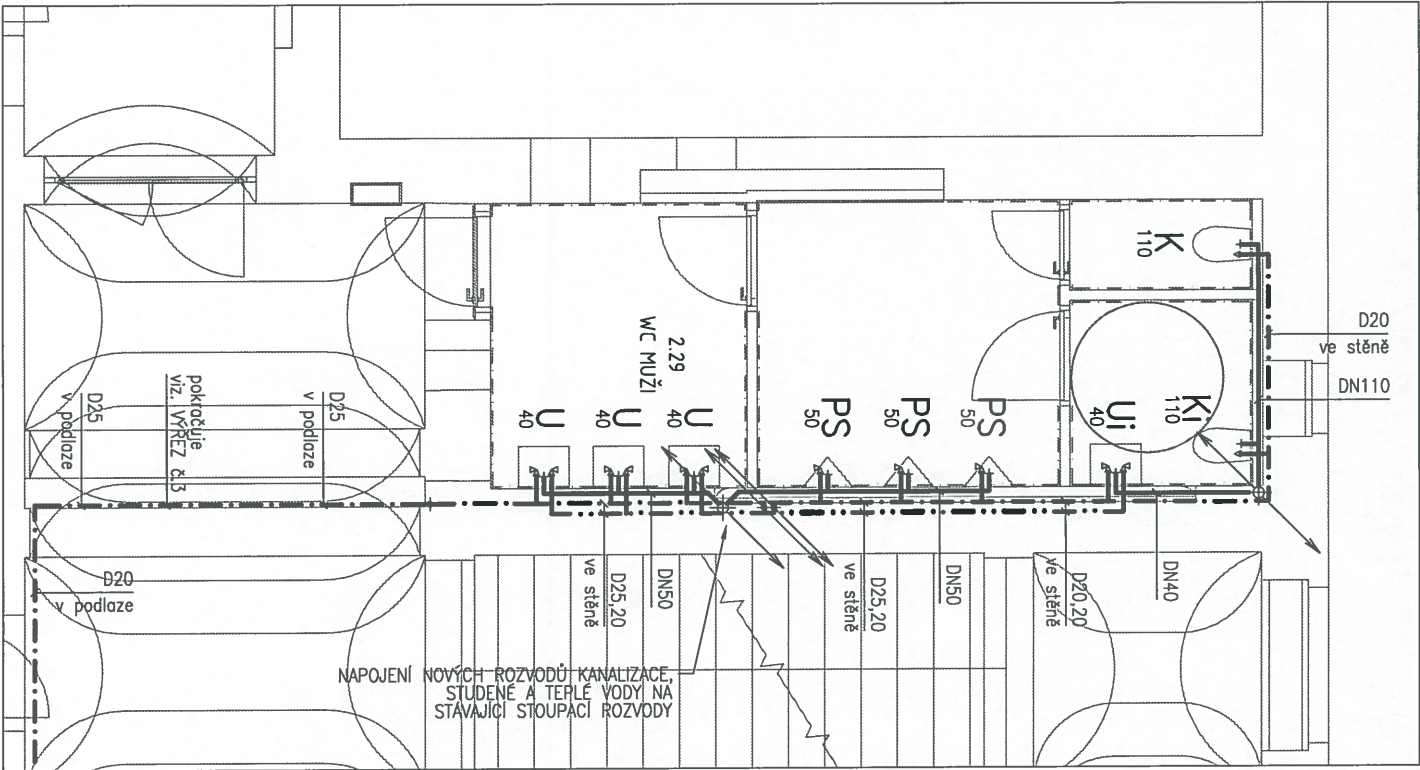 K
110
D20
ve stěně
DN110
Ki
110
Ui
40
2.29
WC MUŽI
U
40
U
40
U
40
PS
50
PS
50
PS
50
D25
v podlaze
pokračuje
viz. VÝŘEZ č.3
D25
v podlaze
D20
v podlaze
D25,20
ve stěně
DN50
D25,20
ve stěně
DN50
D20,20
ve stěně
DN40
NAPOJENÍ NOVÝCH ROZVODŮ KANALIZACE,
STUDENÉ A TEPLÉ VODY NA
STÁVAJÍCÍ STOUPACÍ ROZVODY